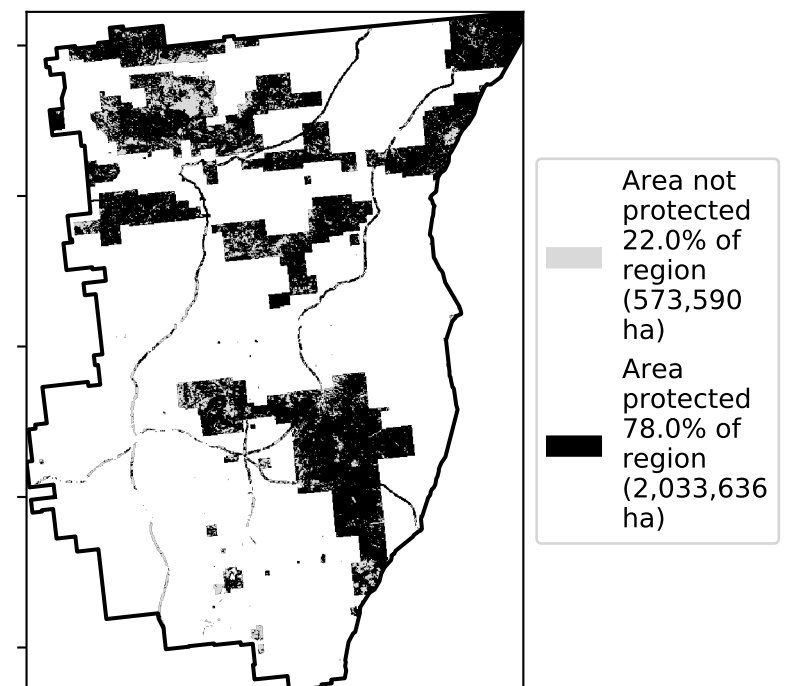 Area not
protected
22.0% of
region
(573,590
ha)
Area
protected
78.0% of
region
(2,033,636
ha)